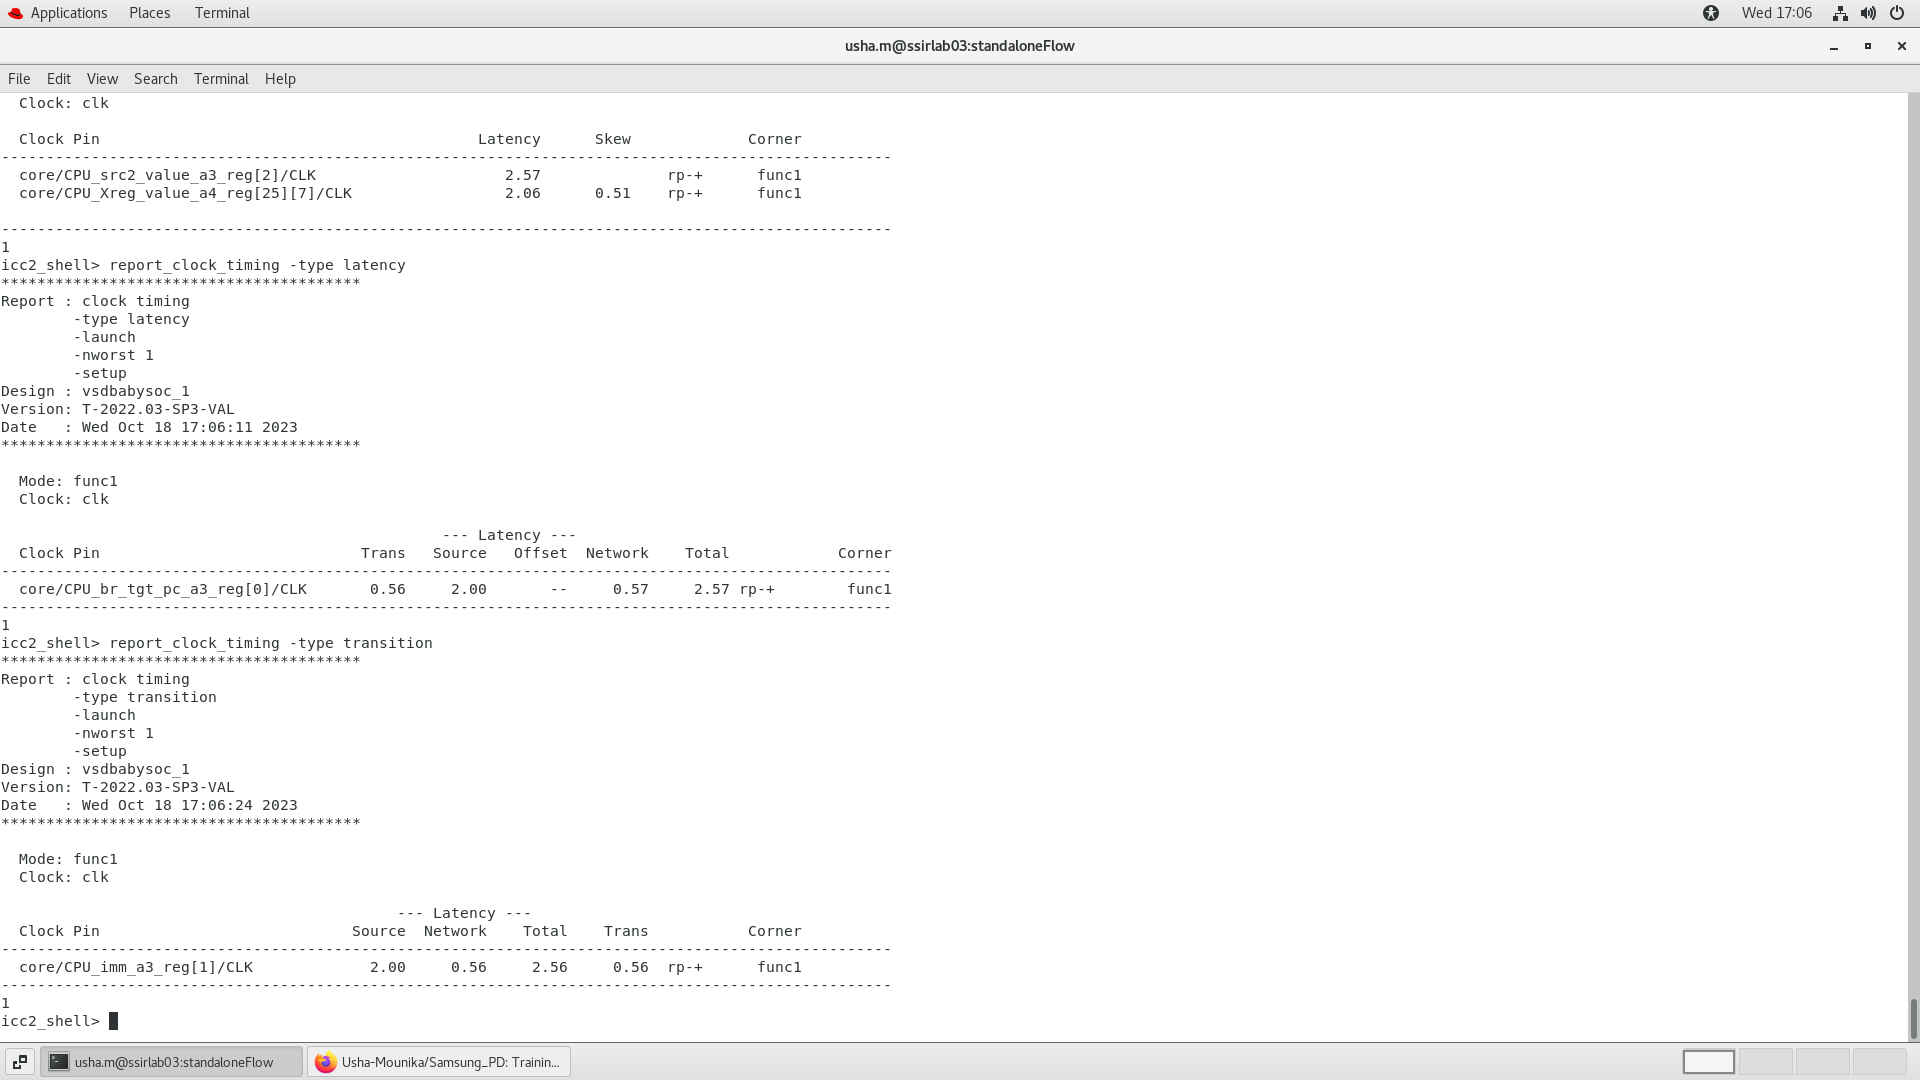 Applications Places Terminal Wed 17:06
usha.m@ssirlab03:standaloneFlow
File Edit View Search Terminal Help
  Clock: clk

  Clock Pin                                          Latency      Skew             Corner
---------------------------------------------------------------------------------------------------
  core/CPU_src2_value_a3_reg[2]/CLK                     2.57              rp-+      func1
  core/CPU_Xreg_value_a4_reg[25][7]/CLK                 2.06      0.51    rp-+      func1

---------------------------------------------------------------------------------------------------
1
icc2_shell> report_clock_timing -type latency
****************************************
Report : clock timing
        -type latency
        -launch
        -nworst 1
        -setup
Design : vsdbabysoc_1
Version: T-2022.03-SP3-VAL
Date   : Wed Oct 18 17:06:11 2023
****************************************

  Mode: func1
  Clock: clk

                                                 --- Latency ---
  Clock Pin                             Trans   Source   Offset  Network    Total            Corner
---------------------------------------------------------------------------------------------------
  core/CPU_br_tgt_pc_a3_reg[0]/CLK       0.56     2.00       --     0.57     2.57 rp-+        func1
---------------------------------------------------------------------------------------------------
1
icc2_shell> report_clock_timing -type transition
****************************************
Report : clock timing
        -type transition
        -launch
        -nworst 1
        -setup
Design : vsdbabysoc_1
Version: T-2022.03-SP3-VAL
Date   : Wed Oct 18 17:06:24 2023
****************************************

  Mode: func1
  Clock: clk

                                            --- Latency ---
  Clock Pin                            Source  Network    Total    Trans           Corner
---------------------------------------------------------------------------------------------------
  core/CPU_imm_a3_reg[1]/CLK             2.00     0.56     2.56     0.56  rp-+      func1
---------------------------------------------------------------------------------------------------
1
icc2_shell>
usha.m@ssirlab03:standaloneFlow Usha-Mounika/Samsung_PD: Trainin...